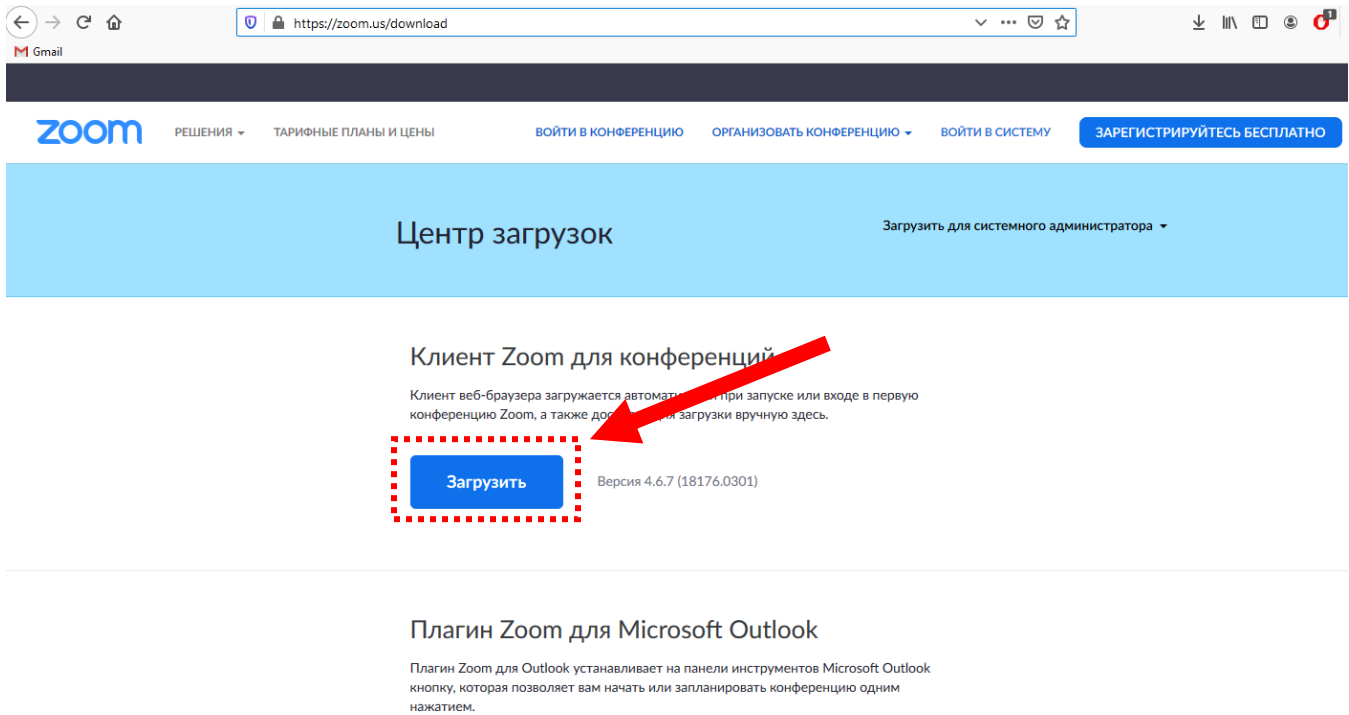 https://zoom.us/download
1
Gmail
zoom
РЕШЕНИЯ
ТАРИФНЫЕ ПЛАНЫ И ЦЕНЫ
ВОЙТИ В КОНФЕРЕНЦИЮ
ОРГАНИЗОВАТЬ КОНФЕРЕНЦИЮ
ВОЙТИ В СИСТЕМУ
ЗАРЕГИСТРИРУЙТЕСЬ БЕСПЛАТНО
Центр загрузок
Загрузить для системного администратора
Клиент Zoom для конференций
Клиент веб-браузера загружается при запуске или входе в первую
конференцию Zoom, а также загрузки вручную здесь.
Загрузить
Версия 4.6.7 (18176.0301)
Плагин Zoom для Microsoft Outlook
Плагин Zoom для Outlook устанавливает на панели инструментов Microsoft Outlook
кнопку, которая позволяет вам начать или запланировать конференцию одним
нажатием.